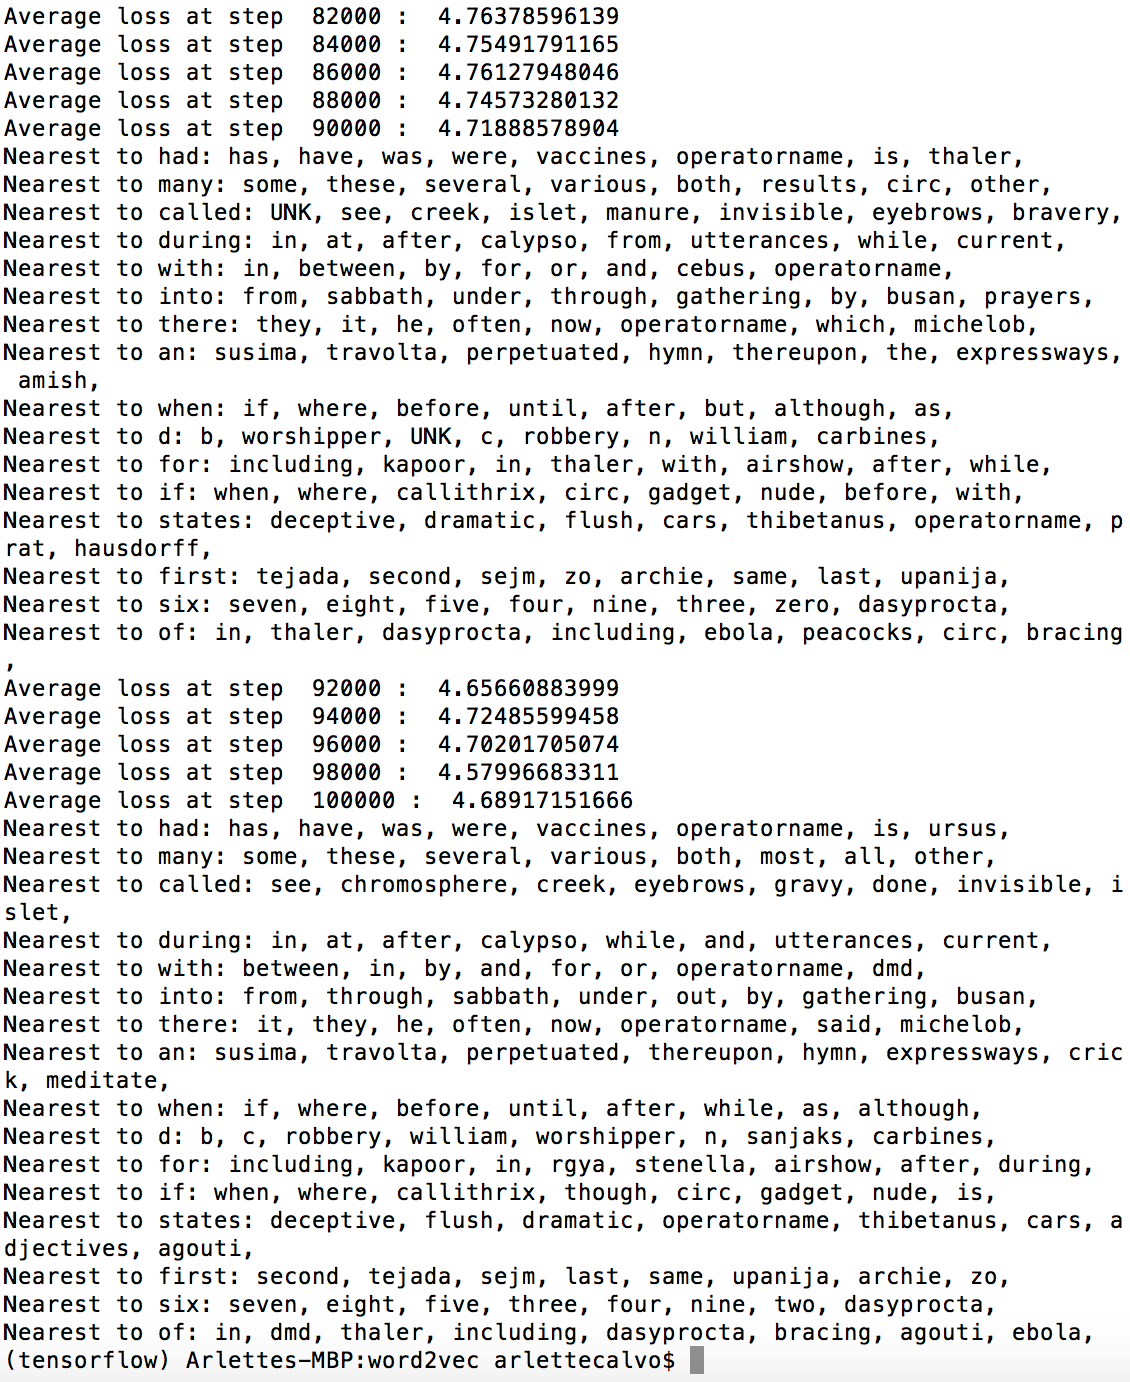 Average loss at step  82000 :  4.76378596139
Average loss at step  84000 :  4.75491791165
Average loss at step  86000 :  4.76127948046
Average loss at step  88000 :  4.74573280132
Average loss at step  90000 :  4.71888578904
Nearest to had: has, have, was, were, vaccines, operatorname, is, thaler,
Nearest to many: some, these, several, various, both, results, circ, other,
Nearest to called: UNK, see, creek, islet, manure, invisible, eyebrows, bravery,
Nearest to during: in, at, after, calypso, from, utterances, while, current,
Nearest to with: in, between, by, for, or, and, cebus, operatorname,
Nearest to into: from, sabbath, under, through, gathering, by, busan, prayers,
Nearest to there: they, it, he, often, now, operatorname, which, michelob,
Nearest to an: susima, travolta, perpetuated, hymn, thereupon, the, expressways,
 amish,
Nearest to when: if, where, before, until, after, but, although, as,
Nearest to d: b, worshipper, UNK, c, robbery, n, william, carbines,
Nearest to for: including, kapoor, in, thaler, with, airshow, after, while,
Nearest to if: when, where, callithrix, circ, gadget, nude, before, with,
Nearest to states: deceptive, dramatic, flush, cars, thibetanus, operatorname, p
rat, hausdorff,
Nearest to first: tejada, second, sejm, zo, archie, same, last, upanija,
Nearest to six: seven, eight, five, four, nine, three, zero, dasyprocta,
Nearest to of: in, thaler, dasyprocta, including, ebola, peacocks, circ, bracing
,
Average loss at step  92000 :  4.65660883999
Average loss at step  94000 :  4.72485599458
Average loss at step  96000 :  4.70201705074
Average loss at step  98000 :  4.57996683311
Average loss at step  100000 :  4.68917151666
Nearest to had: has, have, was, were, vaccines, operatorname, is, ursus,
Nearest to many: some, these, several, various, both, most, all, other,
Nearest to called: see, chromosphere, creek, eyebrows, gravy, done, invisible, i
slet,
Nearest to during: in, at, after, calypso, while, and, utterances, current,
Nearest to with: between, in, by, and, for, or, operatorname, dmd,
Nearest to into: from, through, sabbath, under, out, by, gathering, busan,
Nearest to there: it, they, he, often, now, operatorname, said, michelob,
Nearest to an: susima, travolta, perpetuated, thereupon, hymn, expressways, cric
k, meditate,
Nearest to when: if, where, before, until, after, while, as, although,
Nearest to d: b, c, robbery, william, worshipper, n, sanjaks, carbines,
Nearest to for: including, kapoor, in, rgya, stenella, airshow, after, during,
Nearest to if: when, where, callithrix, though, circ, gadget, nude, is,
Nearest to states: deceptive, flush, dramatic, operatorname, thibetanus, cars, a
djectives, agouti,
Nearest to first: second, tejada, sejm, last, same, upanija, archie, zo,
Nearest to six: seven, eight, five, three, four, nine, two, dasyprocta,
Nearest to of: in, dmd, thaler, including, dasyprocta, bracing, agouti, ebola,
(tensorflow) Arlettes-MBP:word2vec arlettecalvo$